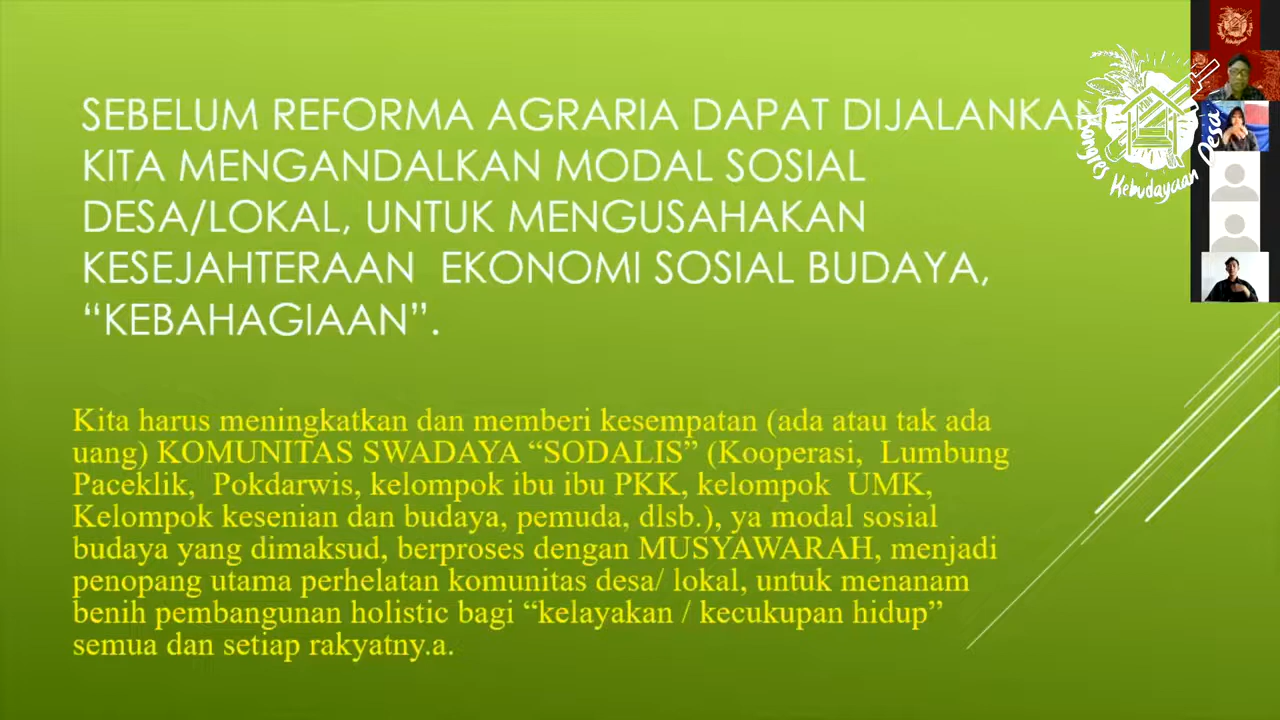 SEBELUM REFORMA AGRARIA DAPAT DIJALANKAN
KITA MENGANDALKAN MODAL SOSIAL
DESA/LOKAL, UNTUK MENGUSAHAKAN
KESEJAHTERAAN EKONOMI SOSIAL BUDAYA,
“KEBAHAGIAAN”.
Kita harus meningkatkan dan memberi kesempatan (ada atau tak ada
uang) KOMUNITAS SWADAYA “SODALIS” (Kooperasi, Lumbung
Paceklik, Pokdarwis, kelompok ibu ibu PKK, kelompok UMK,
Kelompok kesenian dan budaya, pemuda, dlsb.), ya modal sosial
budaya yang dimaksud, berproses dengan MUSYAWARAH, menjadi
penopang utama perhelatan komunitas desa/ lokal, untuk menanam
benih pembangunan holistic bagi “kelayakan / kecukupan hidup”
semua dan setiap rakyatny.a.
Kongres Kebudayaan Desa